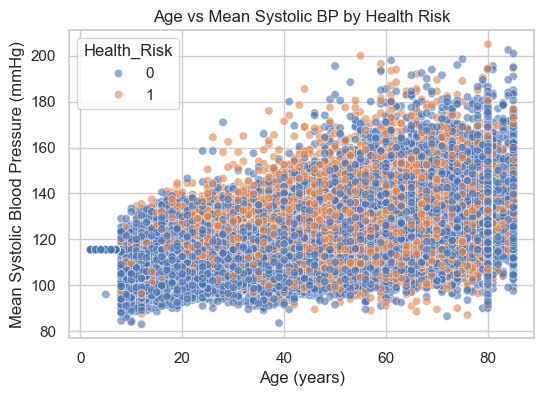 Age vs Mean Systolic BP by Health Risk
Health_Risk
0
1
200
180
160
140
120
100
80
Mean Systolic Blood Pressure (mmHg)
0 20 40 60 80
Age (years)